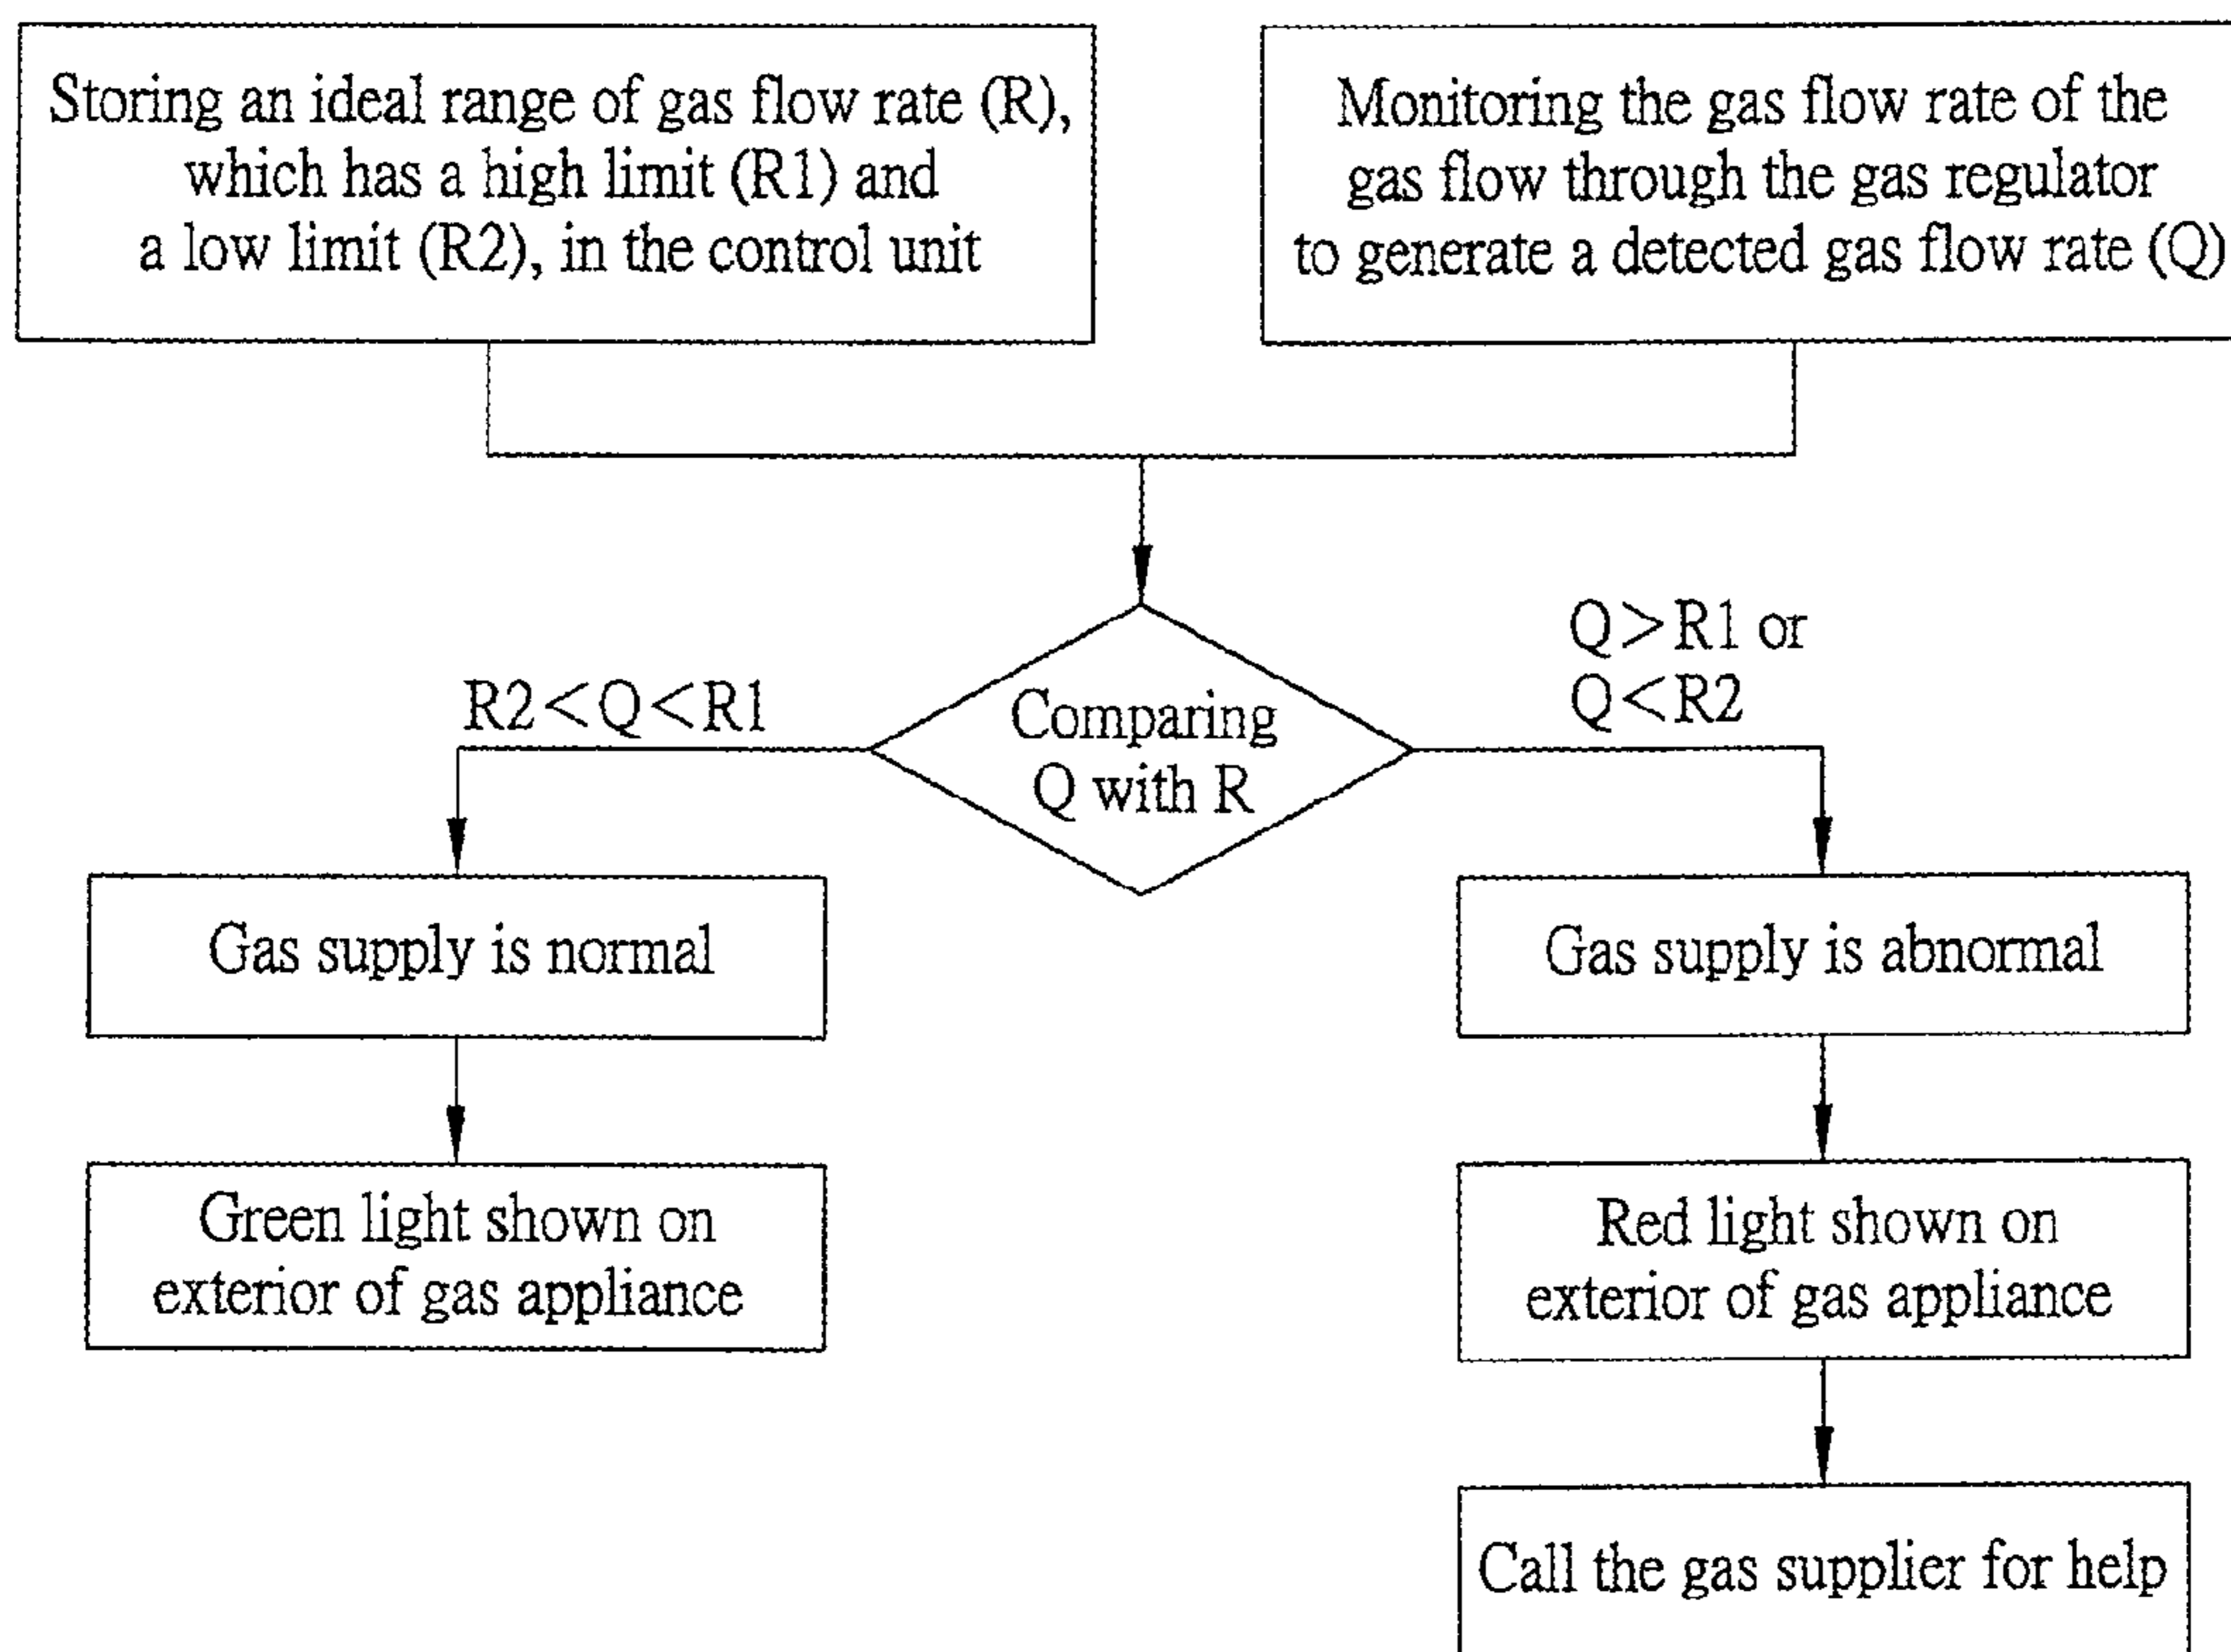 Storing an ideal range of gas flow rate (R),
which has a high limit (R1) and
a low limit (R2), in the control unit
Monitoring the gas flow rate of the
gas flow through the gas regulator
to generate a detected gas flow rate (Q)
R2<Q<R1
Comparing
Q with R
Q>R1 or
Q<R2
Gas supply is normal
Gas supply is abnormal
Green light shown on
exterior of gas appliance
Red light shown on
exterior of gas appliance
Call the gas supplier for help